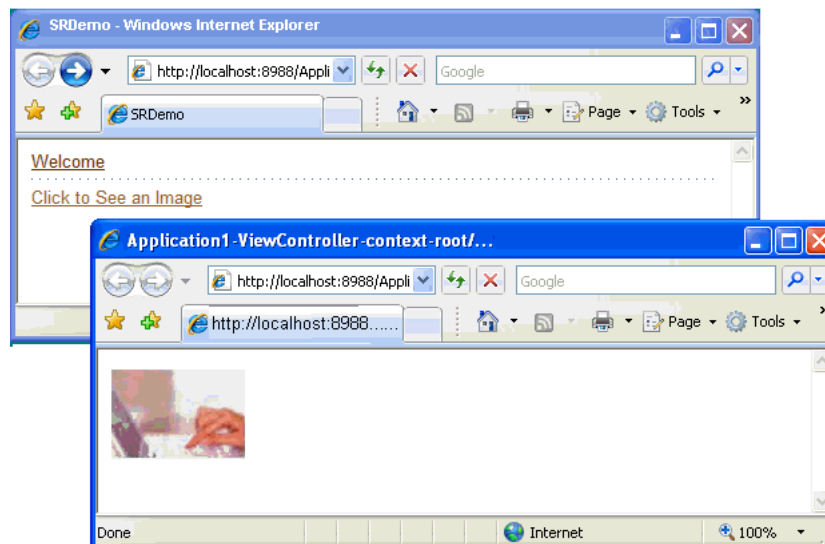 SRDemo - Windows Internet Explorer
http://localhost:8988/Appli
Google
SRDemo
Page
Tools
»
Welcome
Click to See an Image
Application1-ViewController-context-root/...
http://localhost:8988/Appli
Google
http://localhost:8988......
Page
Tools
Done
Internet
100%